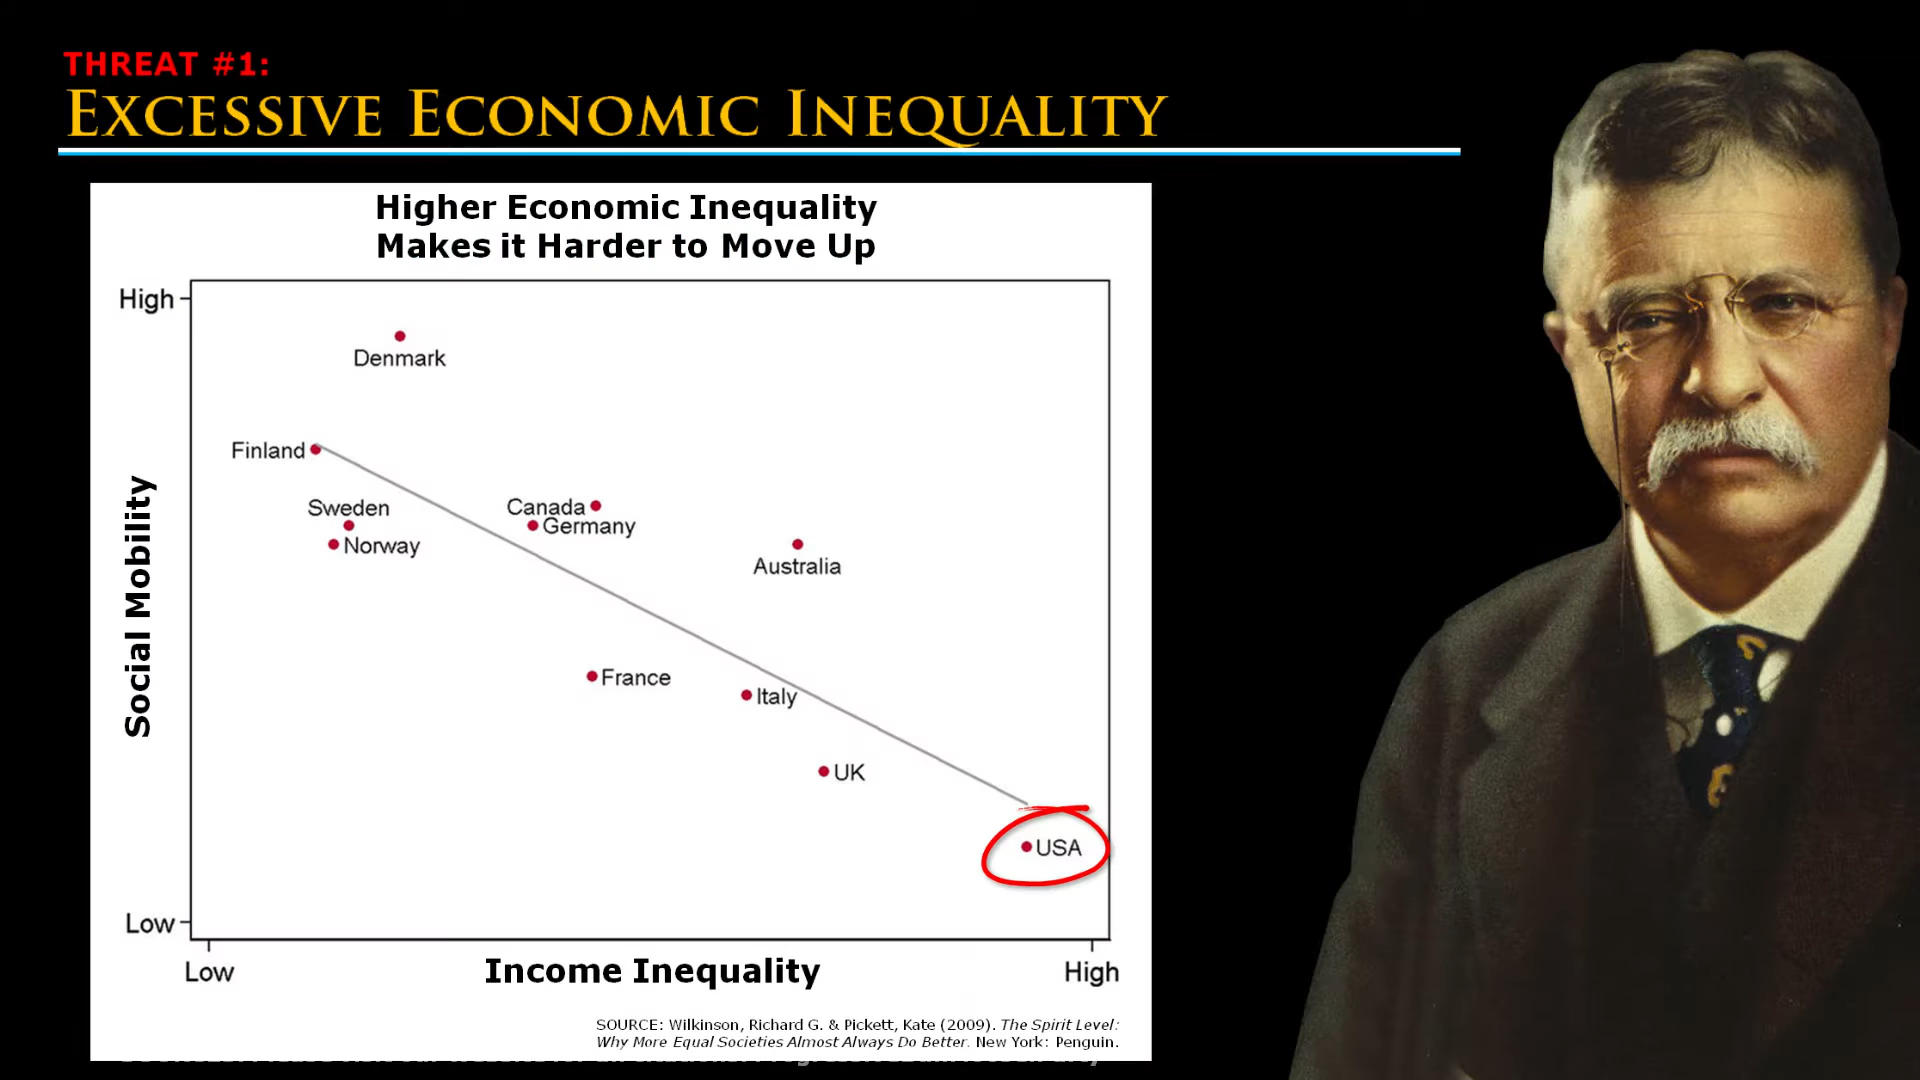 THREAT #1:
EXCESSIVE ECONOMIC INEQUALITY
Higher Economic Inequality
Makes it Harder to Move Up
High
Denmark
Finland
Sweden
Canada
Germany
Norway
Australia
Social Mobility
France
Italy
UK
USA
Low
Low
Income Inequality
High
SOURCE: Wilkinson, Richard G. & Pickett, Kate (2009). The Spirit Level:
Why More Equal Societies Almost Always Do Better. New York: Penguin.